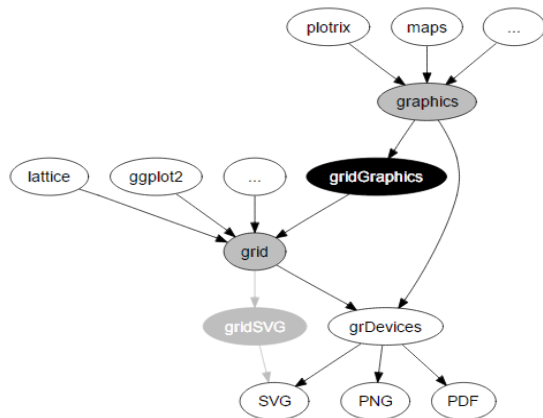 plotrix maps ...
graphics
lattice ggplot2 ... gridGraphics
grid
gridSVG grDevices
SVG PNG PDF